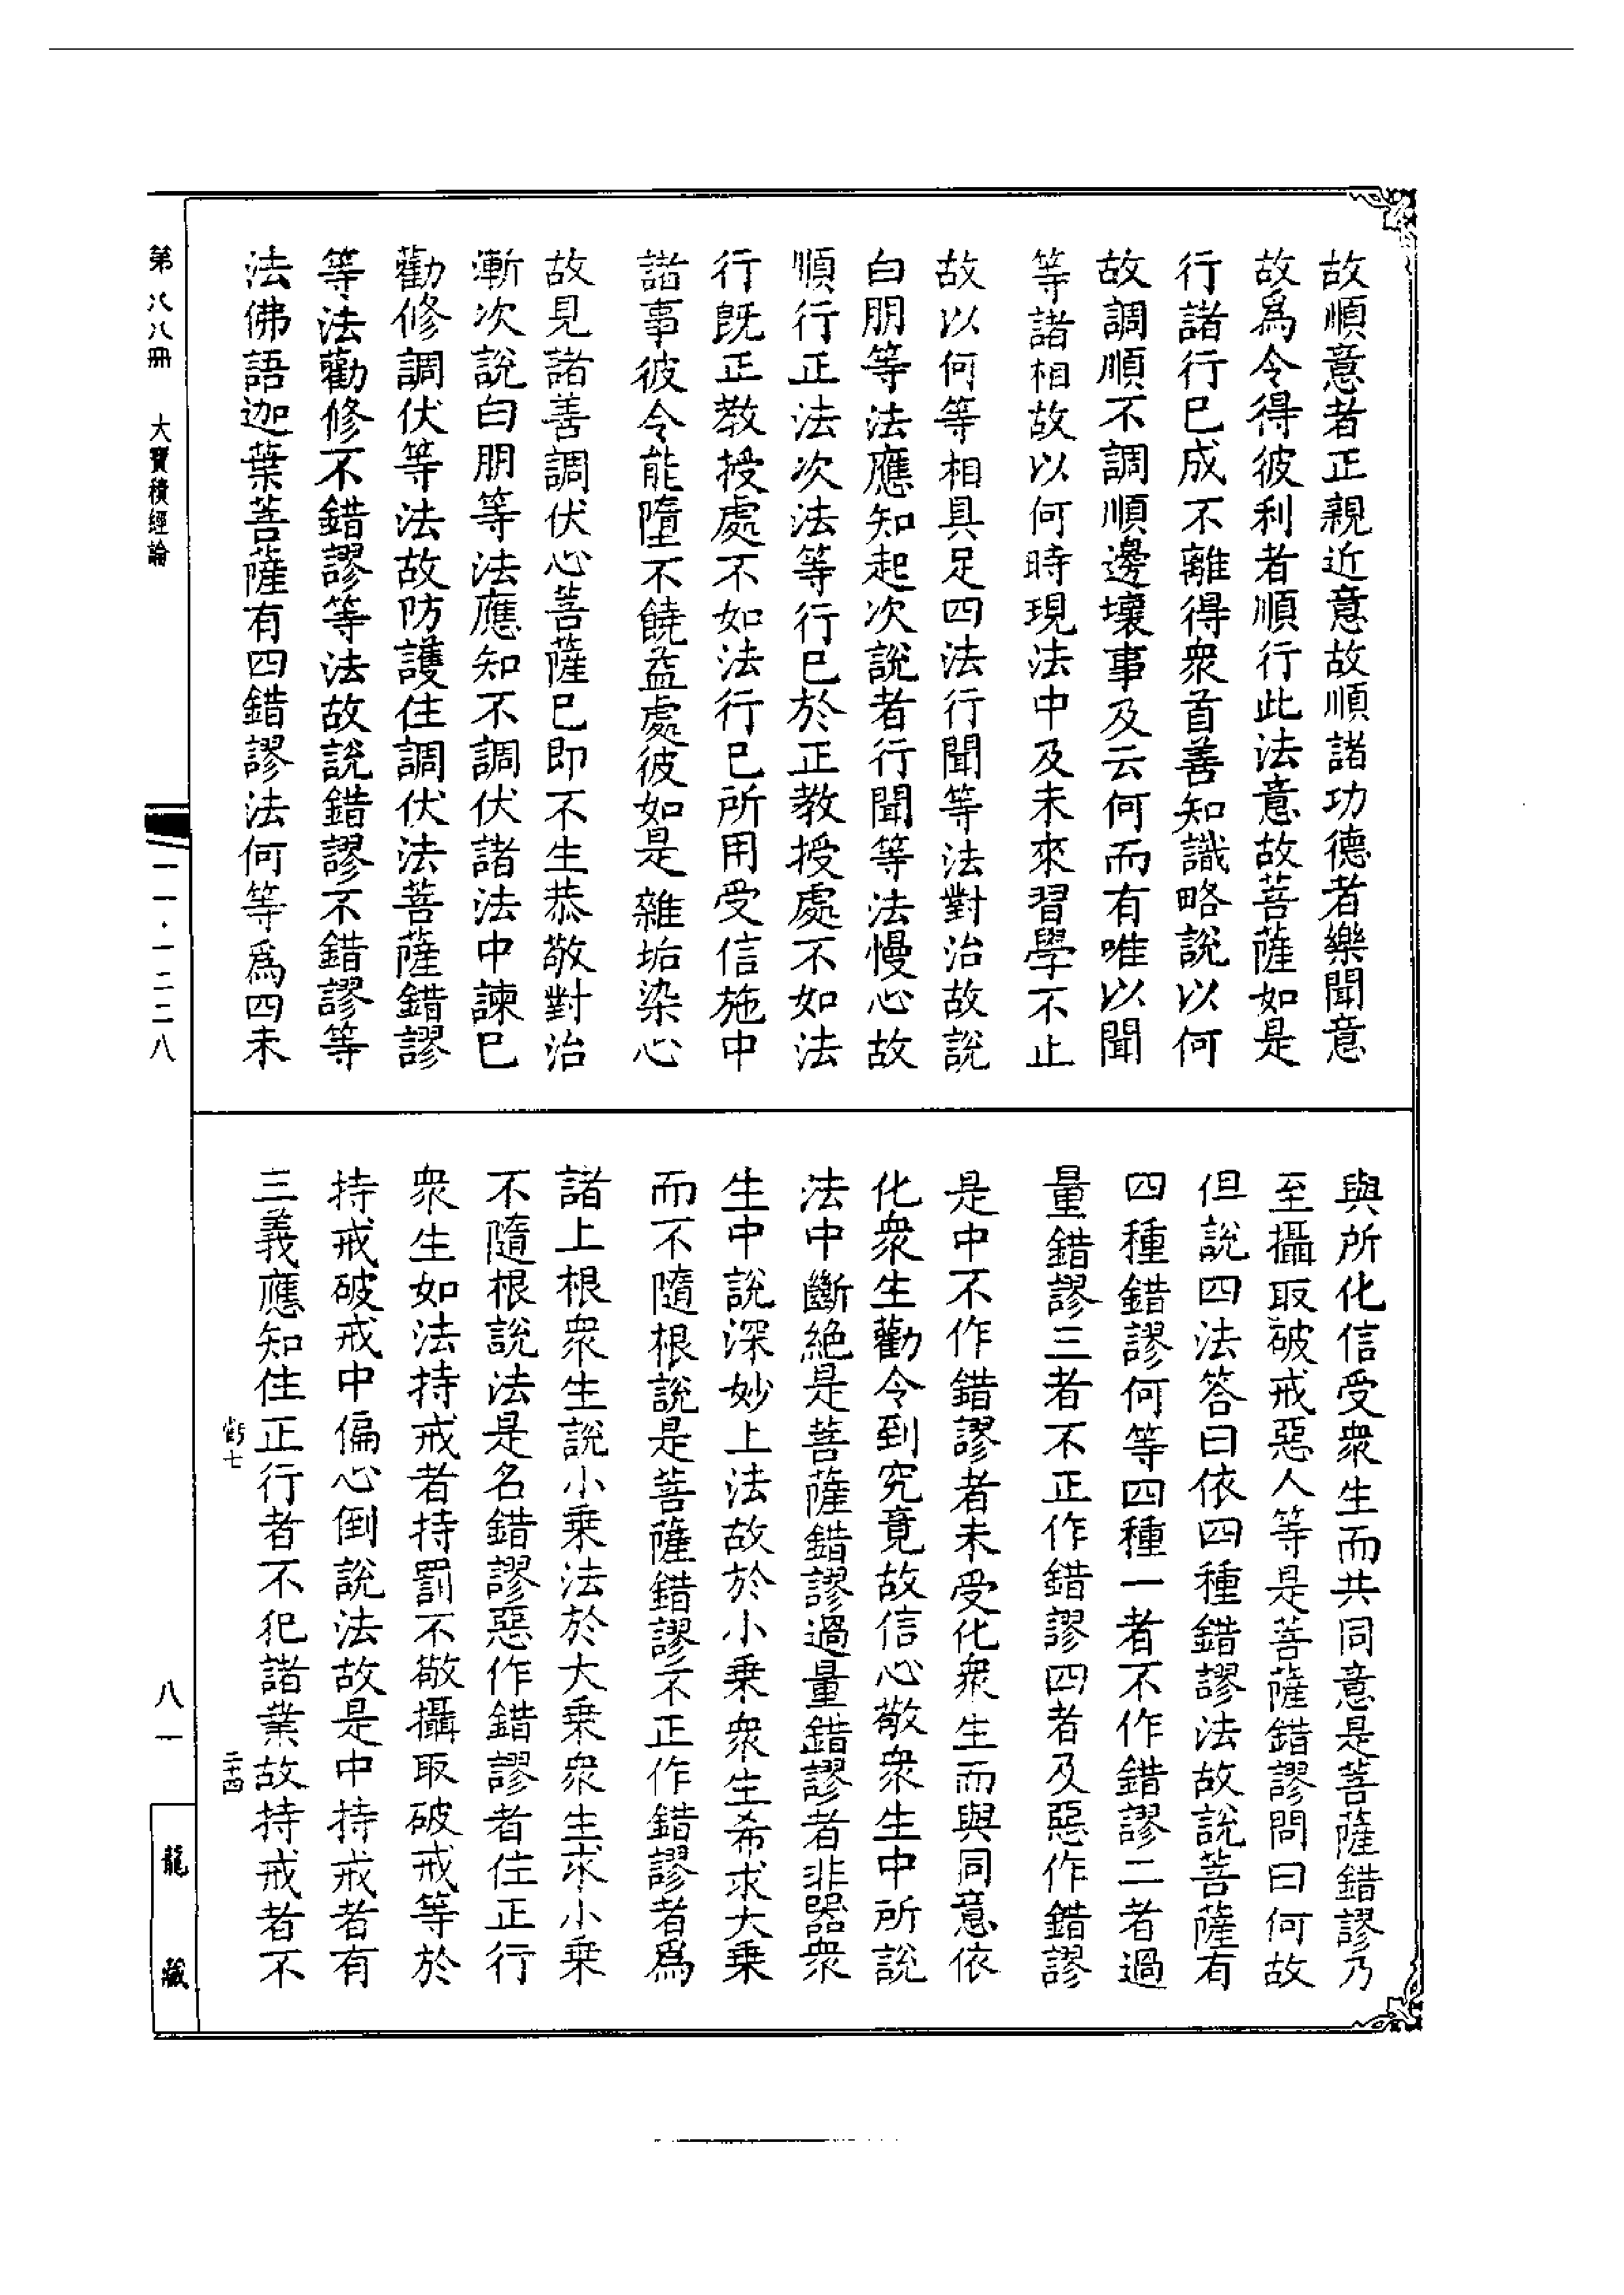 故順意者正親近意故順諸功德者樂聞意
故爲令得彼利者順行此法意故菩薩如是
行諸行已成不離得衆首善知識略說以何
故調順不調順邊壞事及云何而有唯以聞
等諸相故以何時現法中及未來習學不止
故以何等相具足四法行聞等法對治故說
白朋等法應知起次說者行聞等法慢心故
順行正法次法等行已於正教授處不如法
行旣正教授處不如法行已所用受信施中
諸事彼令能墮不饒益處彼如是雜垢染心
故見諸善調伏心菩薩已即不生恭敬對治
漸次說白朋等法應知不調伏諸法中諫已
勸修調伏等法故防護住調伏法菩薩錯謬
等法勸修不錯謬等法故說錯謬不錯謬等
法佛語迦葉菩薩有四錯謬法何等爲四未
第八八冊　大寶積經論
一一·一二二八
與所化信受衆生而共同意是菩薩錯謬乃
至攝取破戒惡人等是菩薩錯謬問曰何故
但說四法答曰依四種錯謬法故說菩薩有
四種錯謬何等四種一者不作錯謬二者過
量錯謬三者不正作錯謬四者及惡作錯謬
是中不作錯謬者未受化衆生而與同意依
化衆生勸令到究竟故信心敬衆生中所說
法中斷絶是菩薩錯謬過量錯謬者非器衆
生中說深妙上法故於小乗衆生希求大乗
而不隨根說是菩薩錯謬不正作錯謬者爲
諸上根衆生說小乗法於大乗衆生求小乗
不隨根說法是名錯謬惡作錯謬者住正行
衆生如法持戒者持罰不敬攝取破戒等於
持戒破戒中偏心倒說法故是中持戒者有
三義應知住正行者不犯諸業故持戒者不
虧七
二十四
八一
龍藏